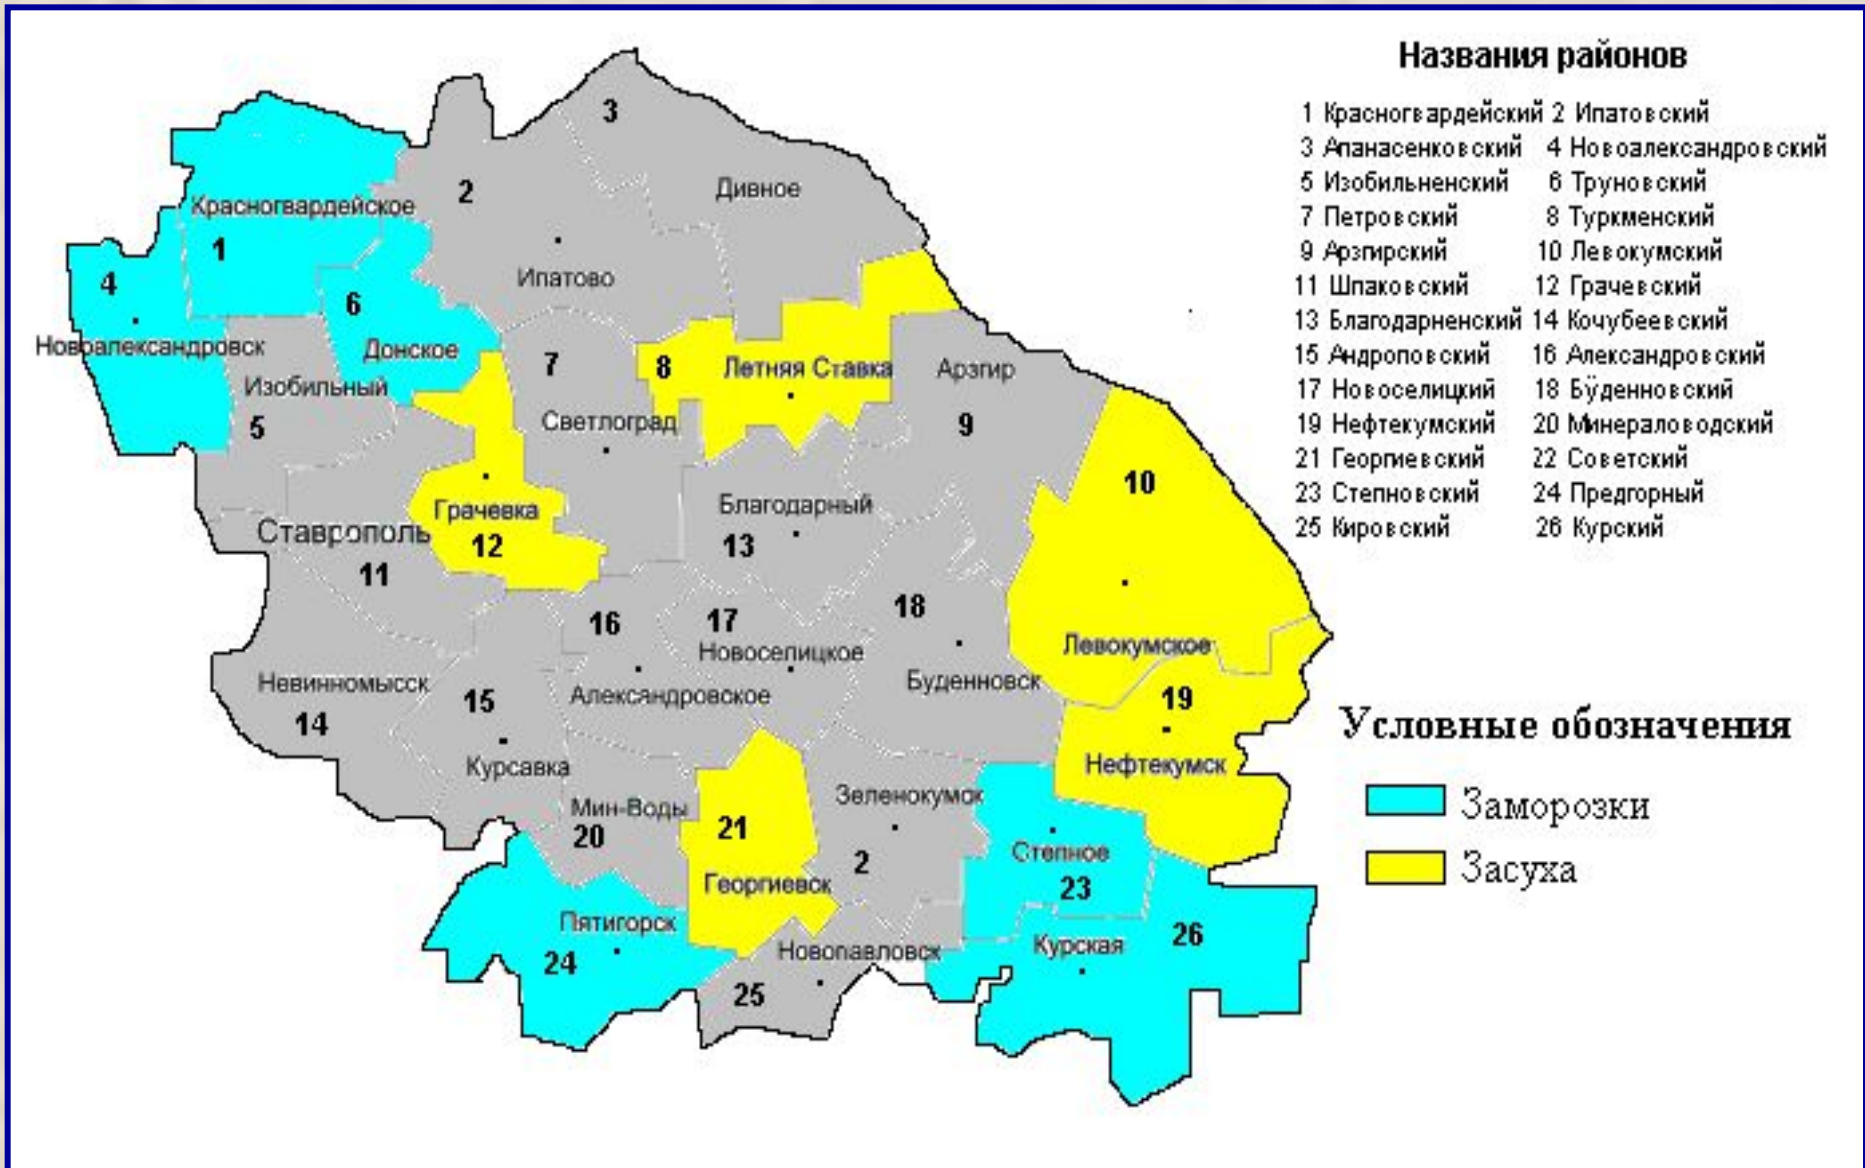 Названия районов
1 Красногвардейский 2 Ипатовский
3 Апанасенковский 4 Новоалександровский
5 Изобильненский 6 Труновский
7 Петровский 8 Туркменский
9 Арзгирский 10 Левокумский
11 Шпаковский 12 Грачевский
13 Благодарненский 14 Кочубеевский
15 Андроповский 16 Александровский
17 Новоселицкий 18 Бўденновский
19 Нефтекумский 20 Минераловодский
21 Георгиевский 22 Советский
23 Степновский 24 Предгорный
25 Кировский 26 Курский
3
2
Дивное
Красногвардейское
1
4
6
Ипатово
Новоалександровск
Донское
7
8
Летняя Ставка
Арзгир
Изобильный
5
Светлоград
9
10
Грачевка
Благодарный
Ставрополь
12
13
11
16
17
18
Новоселицкое
Левокумское
Невинномысск
15
Александровское
Буденновск
19
14
Курсавка
Нефтекумск
Мин-Воды
Зеленокумск
20
21
2
Степное
Георгиевск
23
Пятигорск
24
Новопавловск
Курская
26
25
Условные обозначения
Заморозки
Засуха